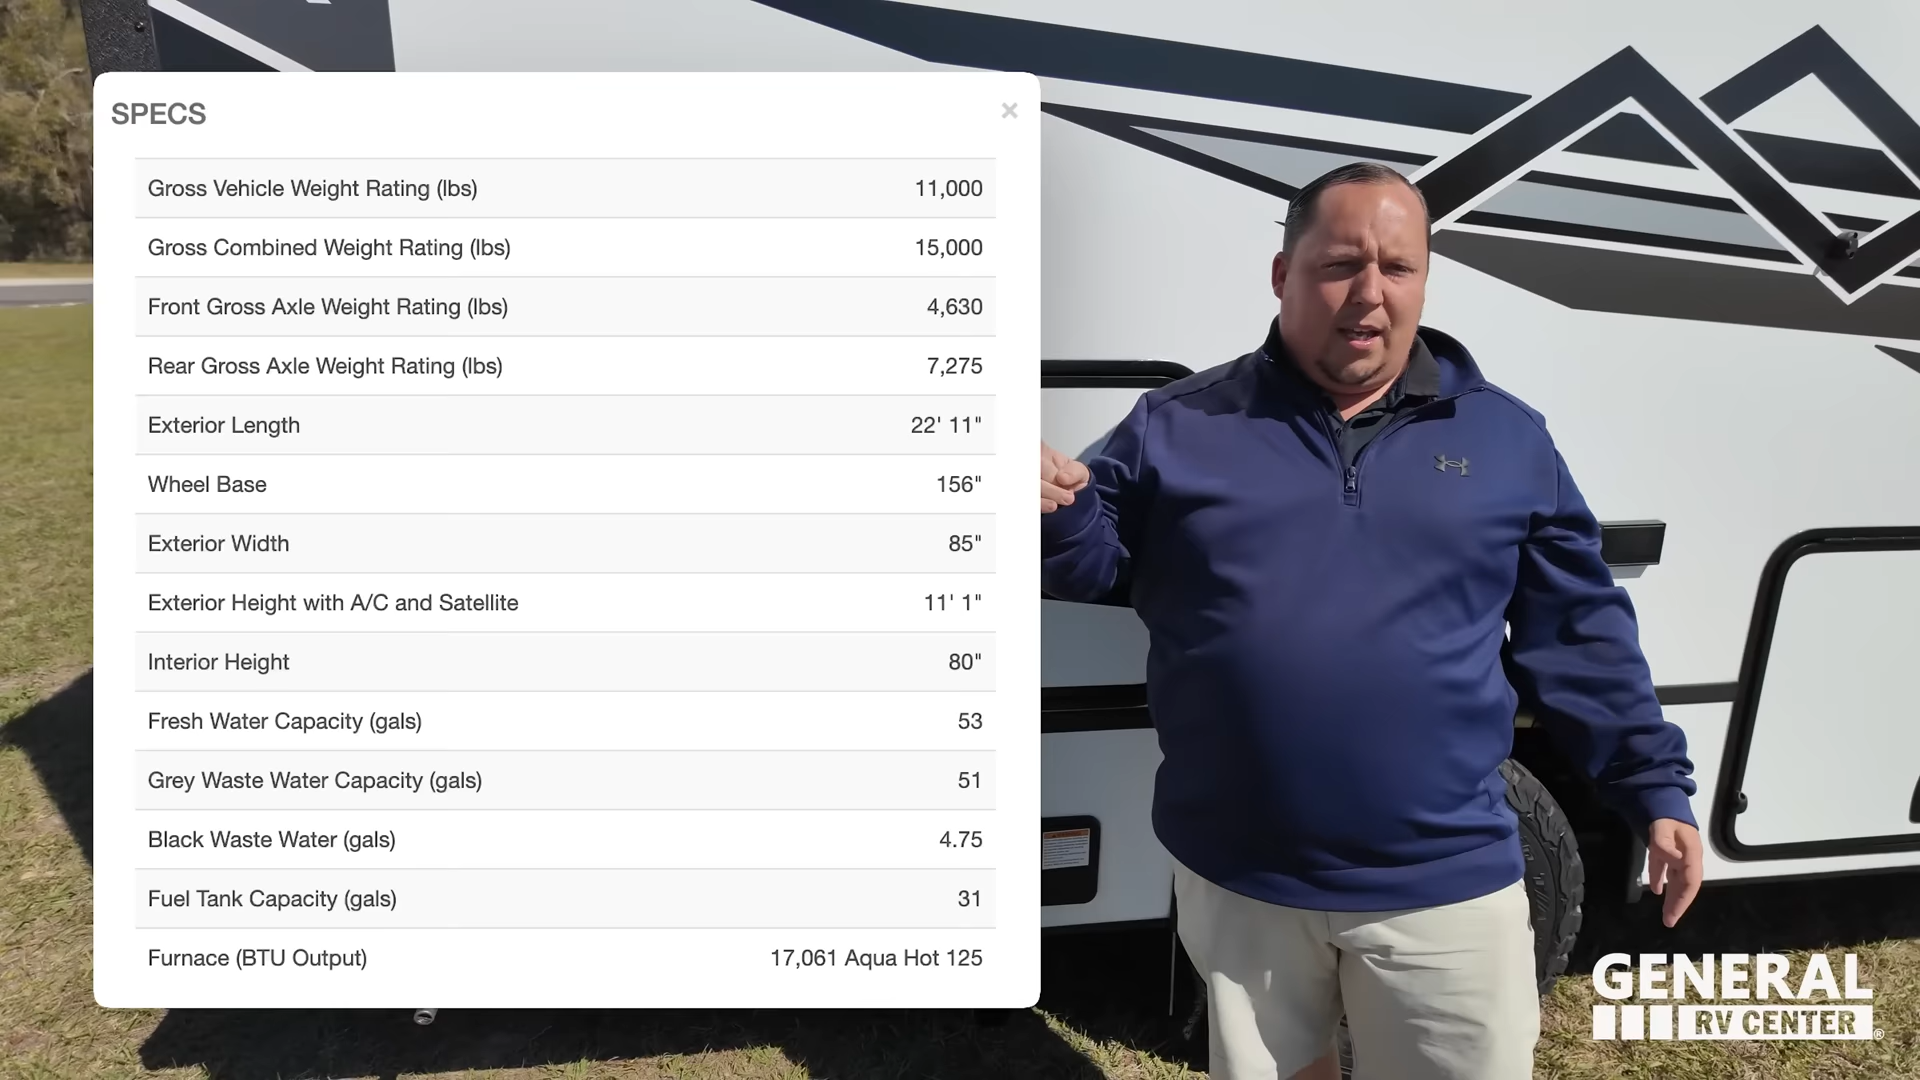 SPECS ×
Gross Vehicle Weight Rating (lbs) 11,000
Gross Combined Weight Rating (lbs) 15,000
Front Gross Axle Weight Rating (lbs) 4,630
Rear Gross Axle Weight Rating (lbs) 7,275
Exterior Length 22' 11"
Wheel Base 156"
Exterior Width 85"
Exterior Height with A/C and Satellite 11' 1"
Interior Height 80"
Fresh Water Capacity (gals) 53
Grey Waste Water Capacity (gals) 51
Black Waste Water (gals) 4.75
Fuel Tank Capacity (gals) 31
Furnace (BTU Output) 17,061 Aqua Hot 125
GENERAL
RV CENTER®